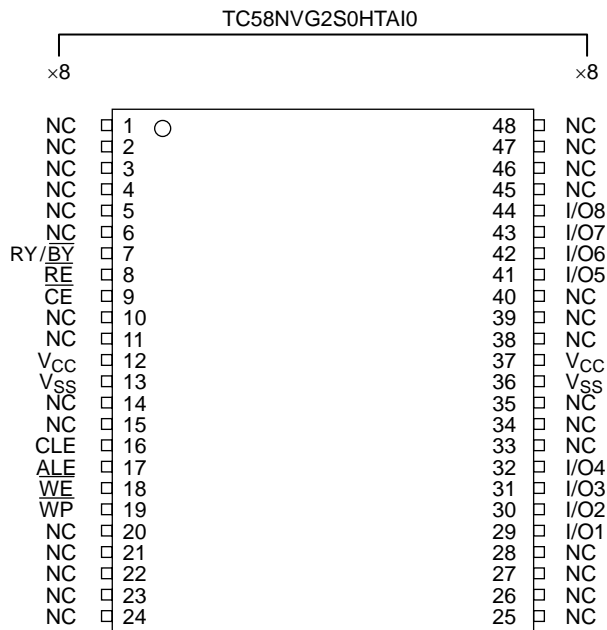 TC58NVG2S0HTAI0
×8 ×8
NC 1 48 NC
NC 2 47 NC
NC 3 46 NC
NC 4 45 NC
NC 5 44 I/O8
NC 6 43 I/O7
RY/B̅Y̅ 7 42 I/O6
R̅E̅ 8 41 I/O5
C̅E̅ 9 40 NC
NC 10 39 NC
NC 11 38 NC
VCC 12 37 VCC
VSS 13 36 VSS
NC 14 35 NC
NC 15 34 NC
CLE 16 33 NC
ALE 17 32 I/O4
W̅E̅ 18 31 I/O3
W̅P̅ 19 30 I/O2
NC 20 29 I/O1
NC 21 28 NC
NC 22 27 NC
NC 23 26 NC
NC 24 25 NC